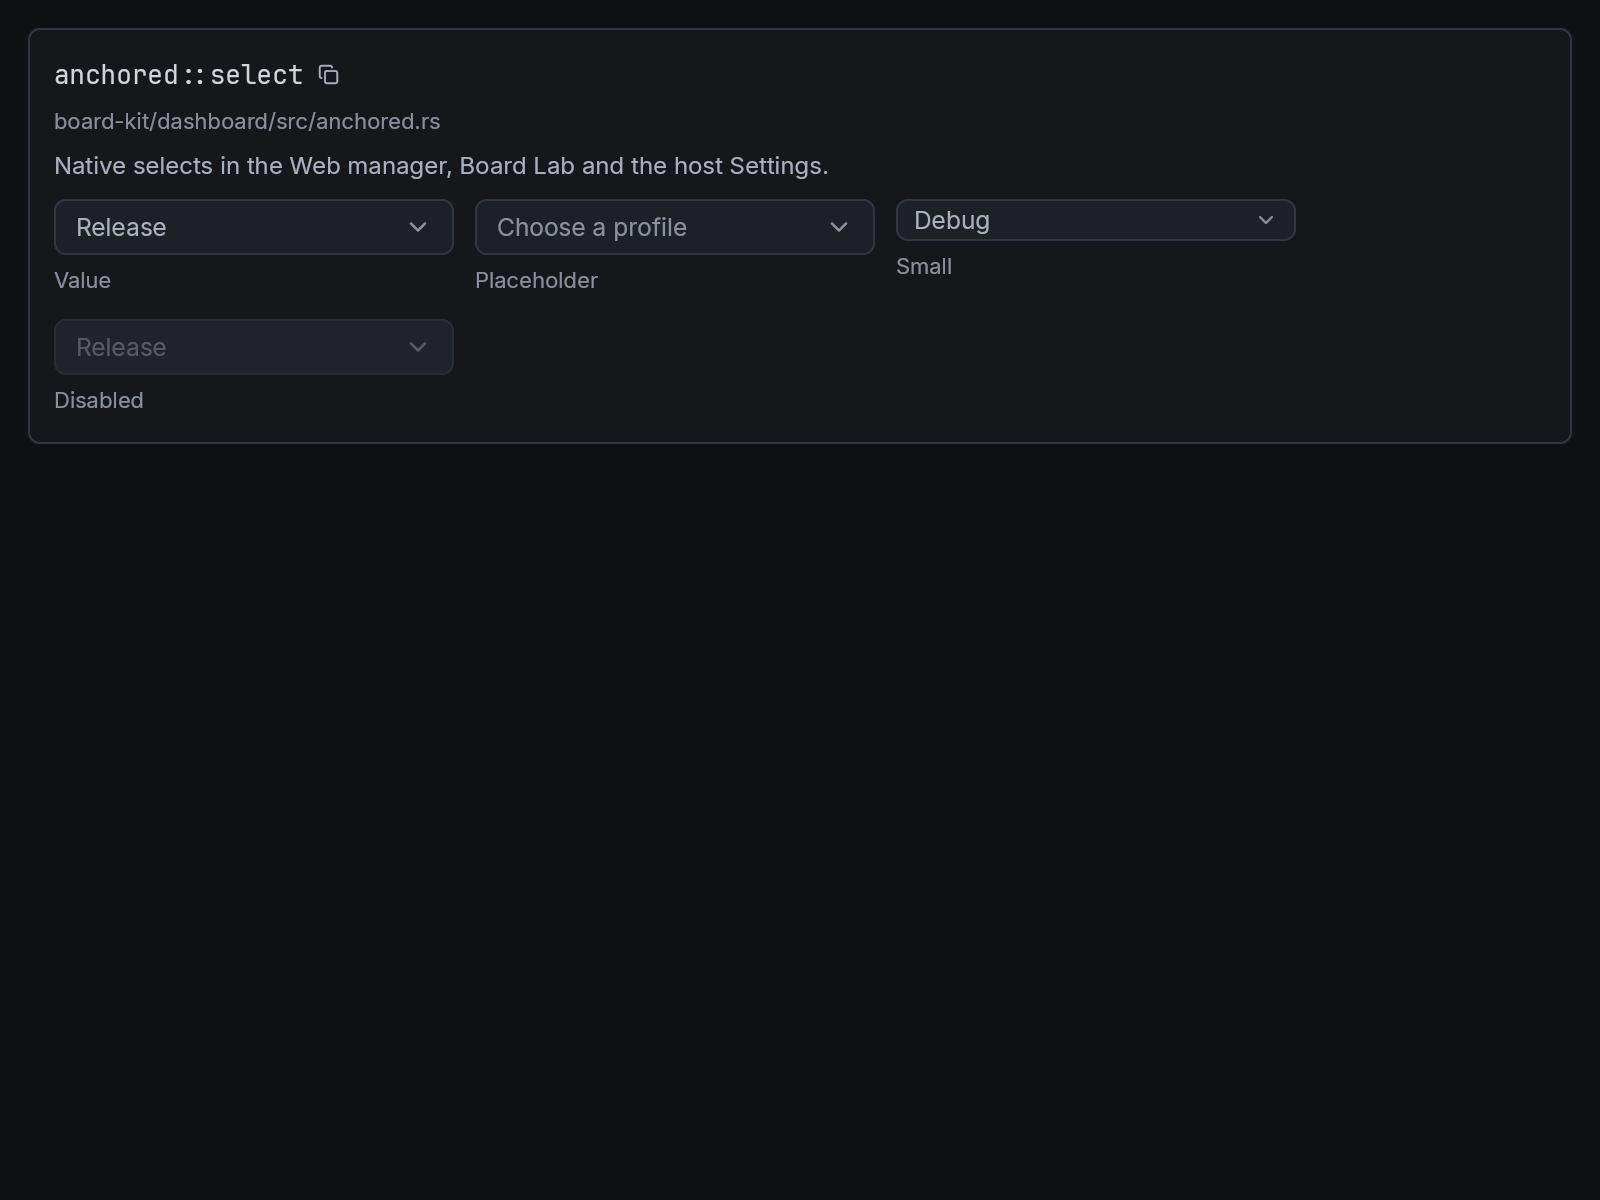 anchored::select
board-kit/dashboard/src/anchored.rs
Native selects in the Web manager, Board Lab and the host Settings.
Release
Value
Choose a profile
Placeholder
Debug
Small
Release
Disabled